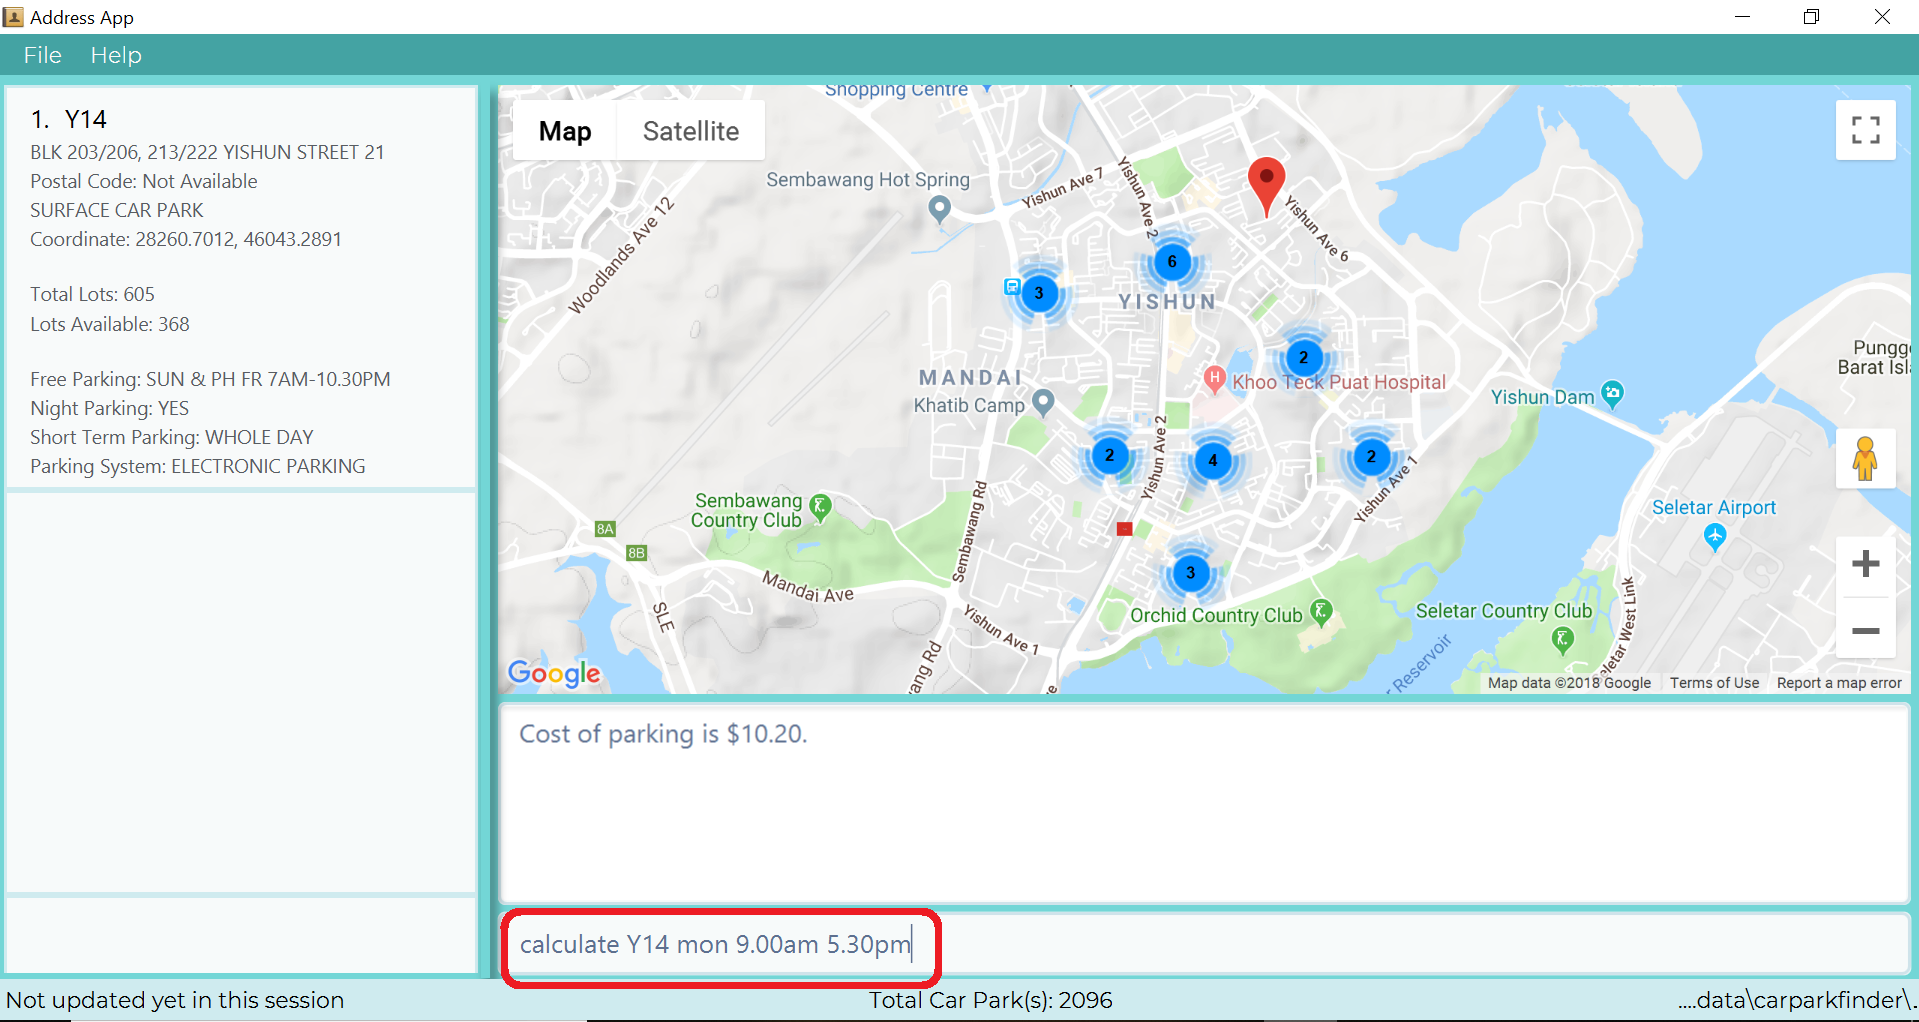 Address App
File Help
1. Y14
BLK 203/206, 213/222 YISHUN STREET 21
Postal Code: Not Available
SURFACE CAR PARK
Coordinate: 28260.7012, 46043.2891
Total Lots: 605
Lots Available: 368
Free Parking: SUN & PH FR 7AM-10.30PM
Night Parking: YES
Short Term Parking: WHOLE DAY
Parking System: ELECTRONIC PARKING
Shopping Centre
Map Satellite
Sembawang Hot Spring
Yishun Ave 7
Yishun Ave 2
Yishun Ave 6
Woodlands Ave 12
6
3
YISHUN
2
MANDAI
Khatib Camp
H
Khoo Teck Puat Hospital
Yishun Dam
Pungg
Barat Isl
2
4
2
Yishun Ave 2
Yishun Ave 1
Sembawang
Country Club
Sembawang Rd
Seletar Airport
8A
8B
3
Mandai Ave
SLE
Yishun Ave 1
Orchid Country Club
Seletar Country Club
Seletar West Link
Reservoir
ang Rd
Google
Map data ©2018 Google Terms of Use Report a map error
Cost of parking is $10.20.
calculate Y14 mon 9.00am 5.30pm
Not updated yet in this session
Total Car Park(s): 2096
....data\carparkfinder\.